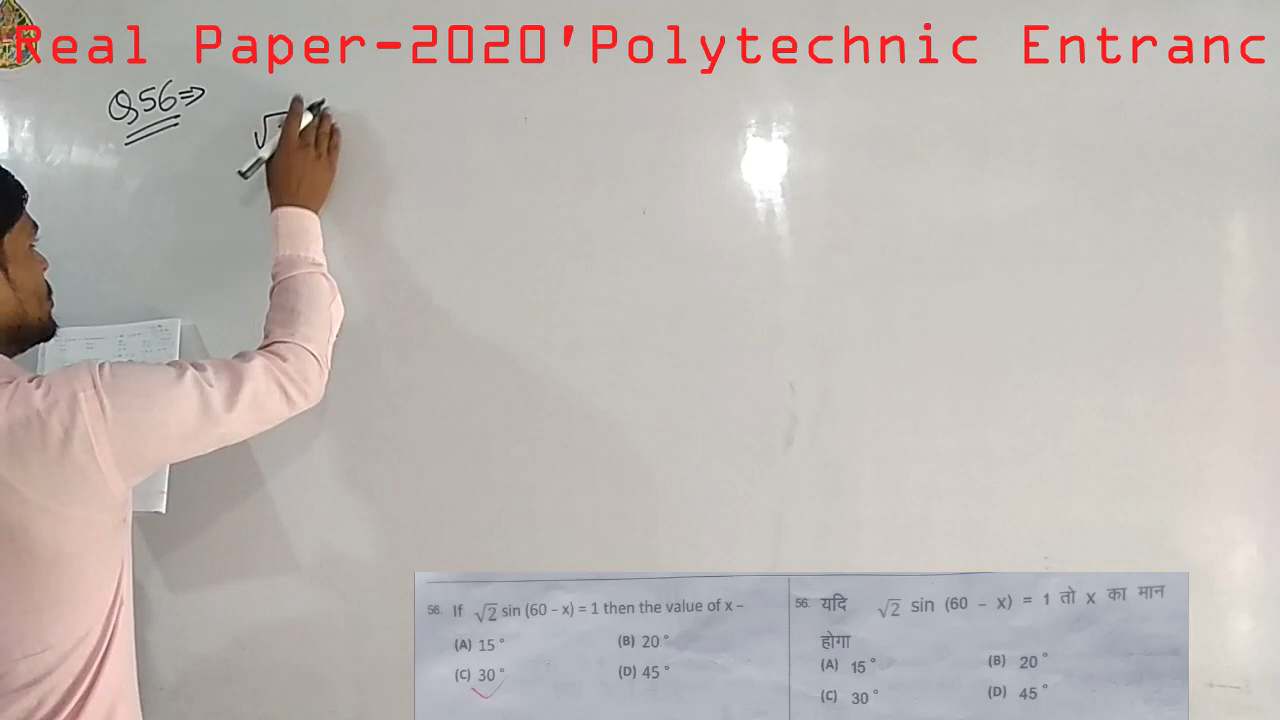 Real Paper-2020'Polytechnic Entranc
Q56⇒
56. If √2 sin (60 – x) = 1 then the value of x –
(A) 15° (B) 20°
(C) 30° (D) 45°
56. यदि √2 sin (60 – x) = 1 तो x का मान
होगा
(A) 15° (B) 20°
(C) 30° (D) 45°